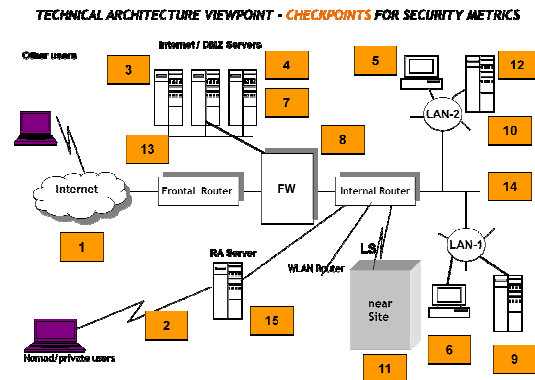 TECHNICAL ARCHITECTURE VIEWPOINT - CHECKPOINTS FOR SECURITY METRICS
Other users
Internet / DMZ Servers
3
4
5
12
7
LAN-2
13
8
10
Internet
Frontal Router
FW
Internal Router
14
1
RA Server
WLAN Router
LS
LAN-1
2
15
near
Site
6
9
Nomad/private users
11